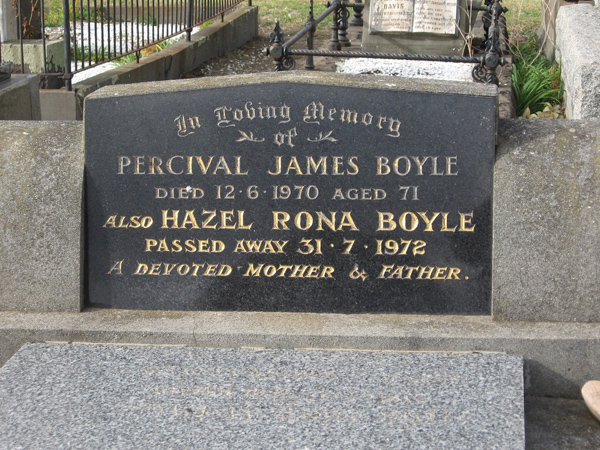 DAVIS
In Loving Memory
of
PERCIVAL JAMES BOYLE
DIED 12·6·1970 AGED 71
ALSO HAZEL RONA BOYLE
PASSED AWAY 31·7·1972
A DEVOTED MOTHER & FATHER.